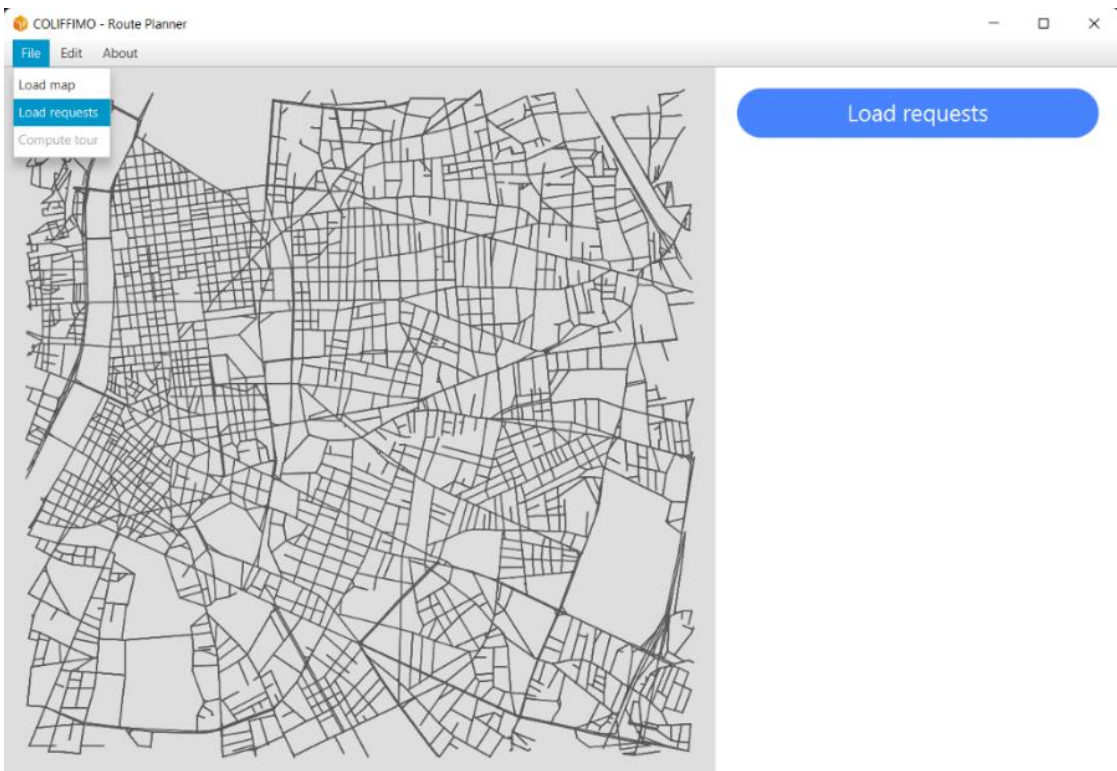 COLIFFIMO - Route Planner
File Edit About
Load map
Load requests
Compute tour
Load requests